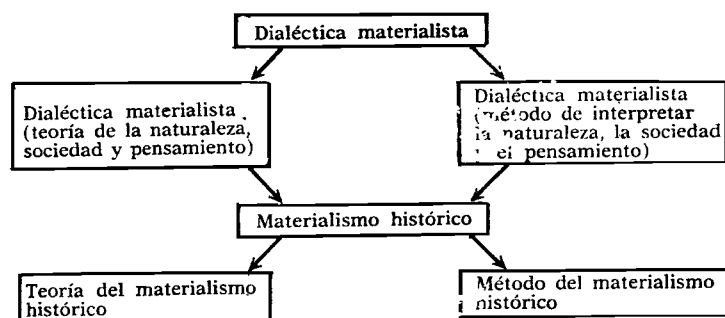 Dialéctica materialista
Dialéctica materialista
(teoría de la naturaleza,
sociedad y pensamiento)
Dialéctica materialista
(método de interpretar
la naturaleza, la sociedad
y el pensamiento)
Materialismo histórico
Teoría del materialismo
histórico
Método del materialismo
histórico